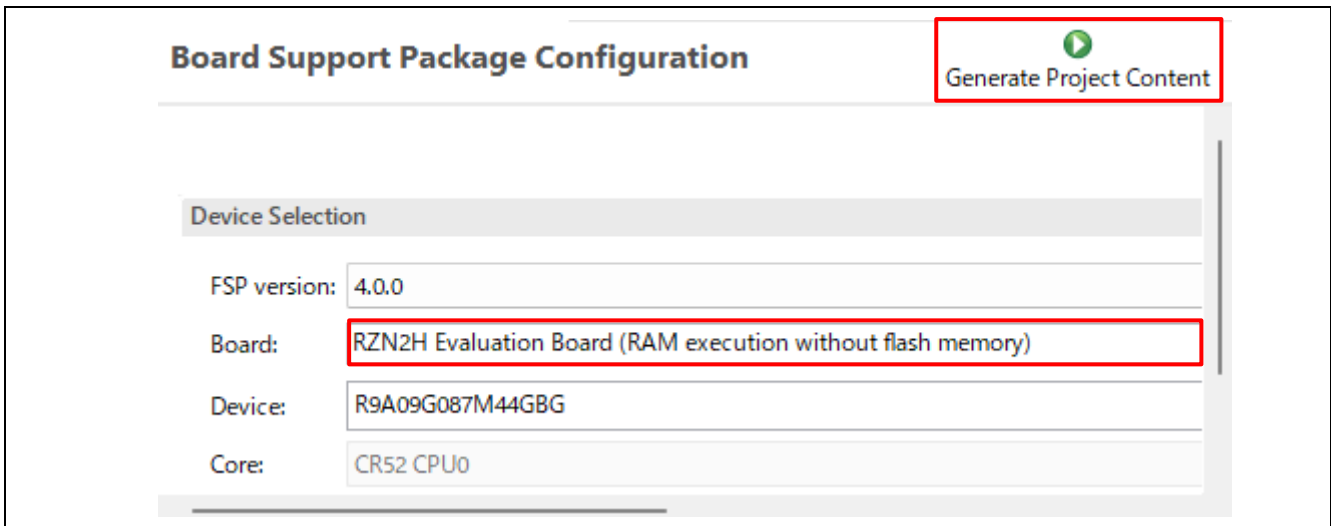 Board Support Package Configuration
Generate Project Content
Device Selection
FSP version: 4.0.0
Board: RZN2H Evaluation Board (RAM execution without flash memory)
Device: R9A09G087M44GBG
Core: CR52 CPU0